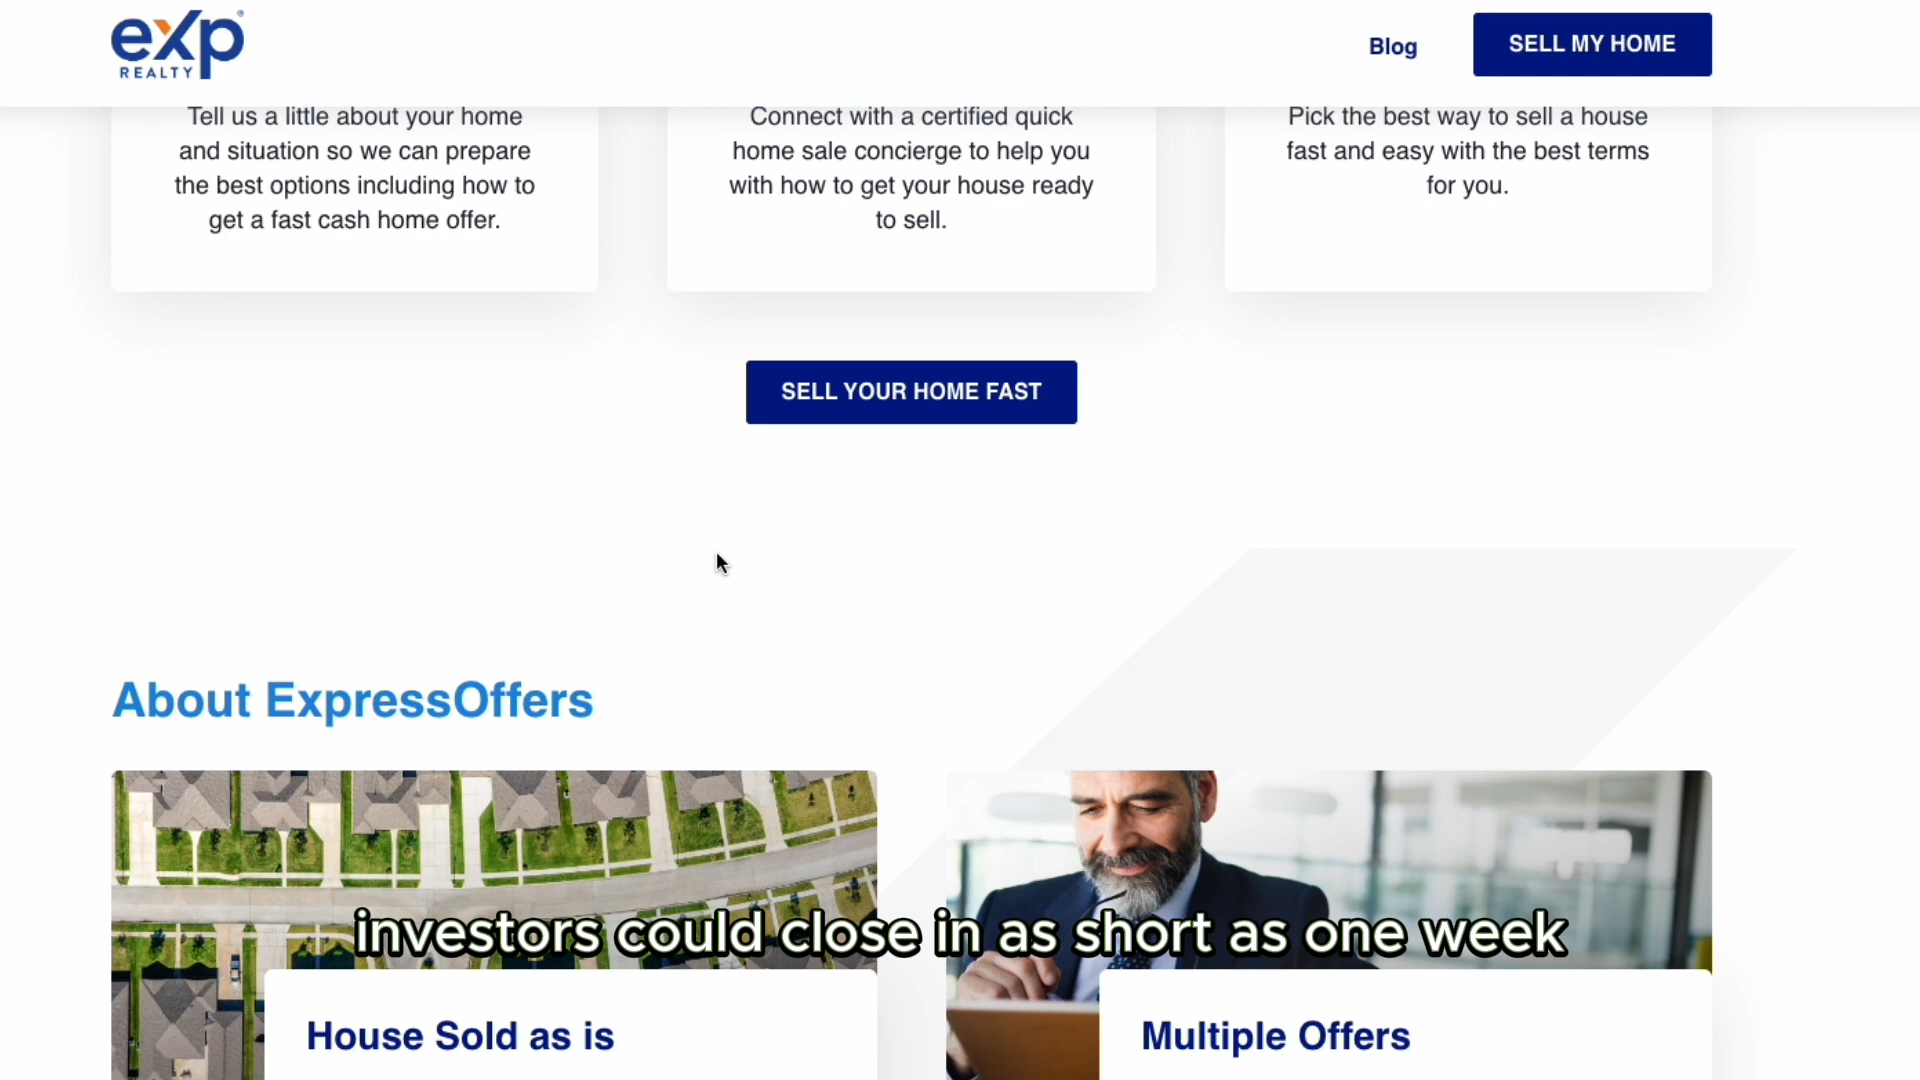 exp
REALTY
Blog
SELL MY HOME
Tell us a little about your home
and situation so we can prepare
the best options including how to
get a fast cash home offer.
Connect with a certified quick
home sale concierge to help you
with how to get your house ready
to sell.
Pick the best way to sell a house
fast and easy with the best terms
for you.
SELL YOUR HOME FAST
About ExpressOffers
investors could close in as short as one week
House Sold as is
Multiple Offers